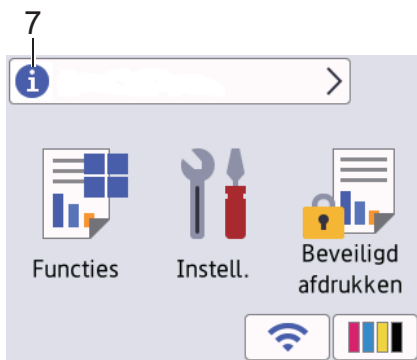 7
i
Functies
Instell.
Beveiligd
afdrukken